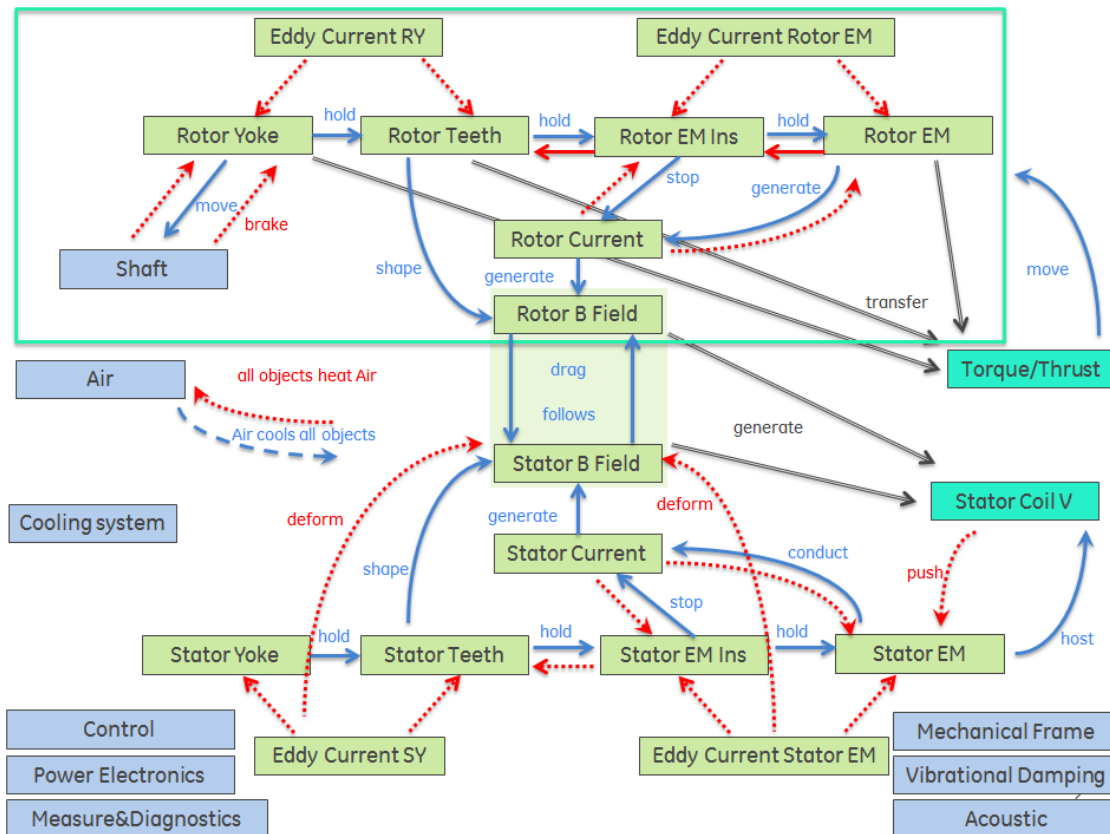 Eddy Current RY
Eddy Current Rotor EM
hold
hold
hold
Rotor Yoke
Rotor Teeth
Rotor EM Ins
Rotor EM
stop
generate
move
brake
Rotor Current
Shaft
shape
generate
move
transfer
Rotor B Field
Air
all objects heat Air
drag
Torque/Thrust
follows
Air cools all objects
generate
Stator B Field
Cooling system
deform
generate
deform
Stator Coil V
Stator Current
conduct
shape
push
stop
hold
hold
hold
Stator Yoke
Stator Teeth
Stator EM Ins
Stator EM
host
Control
Mechanical Frame
Eddy Current SY
Eddy Current Stator EM
Power Electronics
Vibrational Damping
Measure&Diagnostics
Acoustic